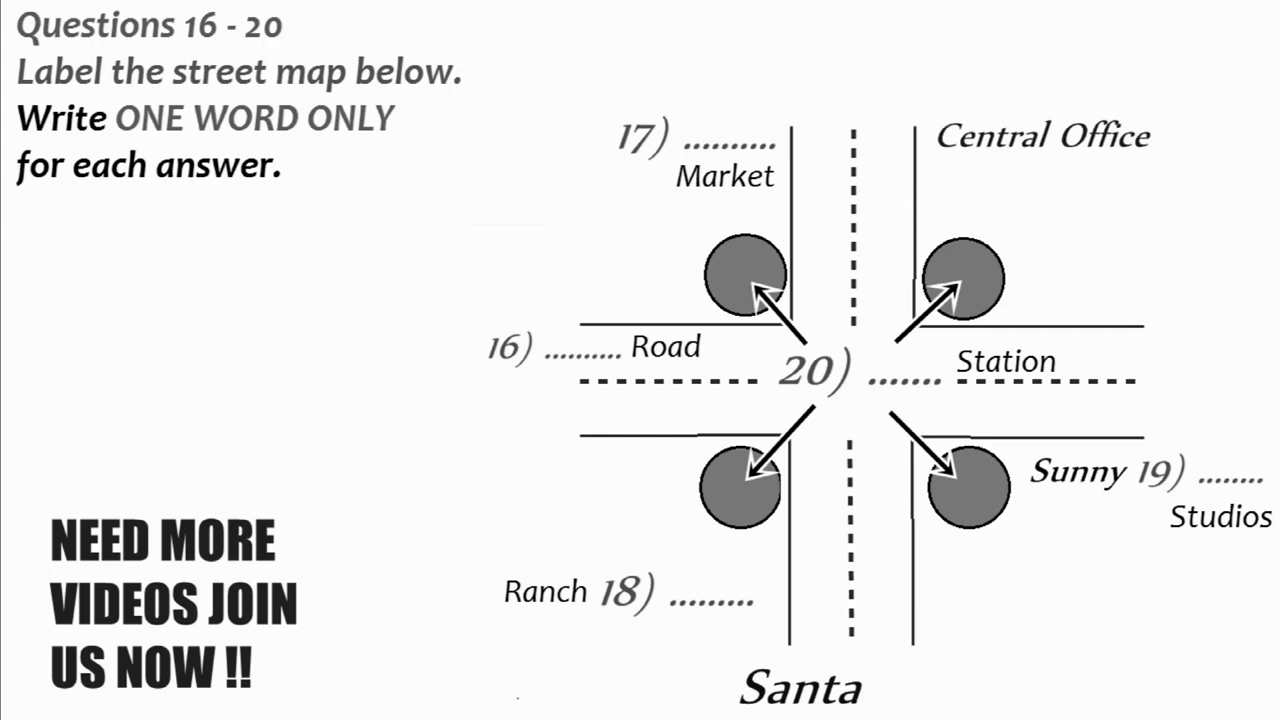 Questions 16 - 20
Label the street map below.
Write ONE WORD ONLY
for each answer.
17) ..........
Market
Central Office
16) .......... Road
20) .......
Station
Sunny 19) ........
Studios
Ranch 18) .........
Santa
NEED MORE
VIDEOS JOIN
US NOW !!